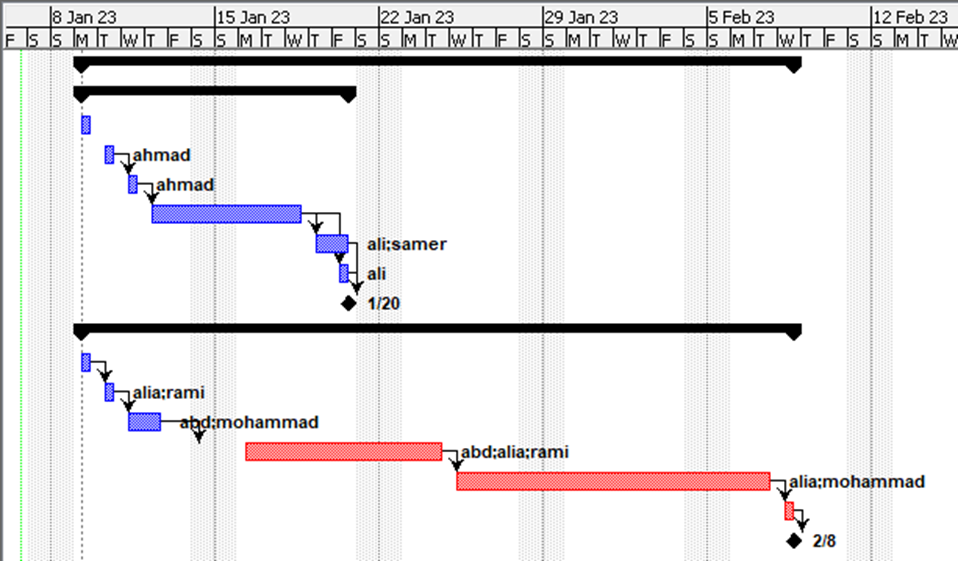 8 Jan 23 15 Jan 23 22 Jan 23 29 Jan 23 5 Feb 23 12 Feb 23
F S S M T W T F S S M T W T F S S M T W T F S S M T W T F S S M T W T F S S M T W
ahmad
ahmad
ali;samer
ali
1/20
alia;rami
abd;mohammad
abd;alia;rami
alia;mohammad
2/8